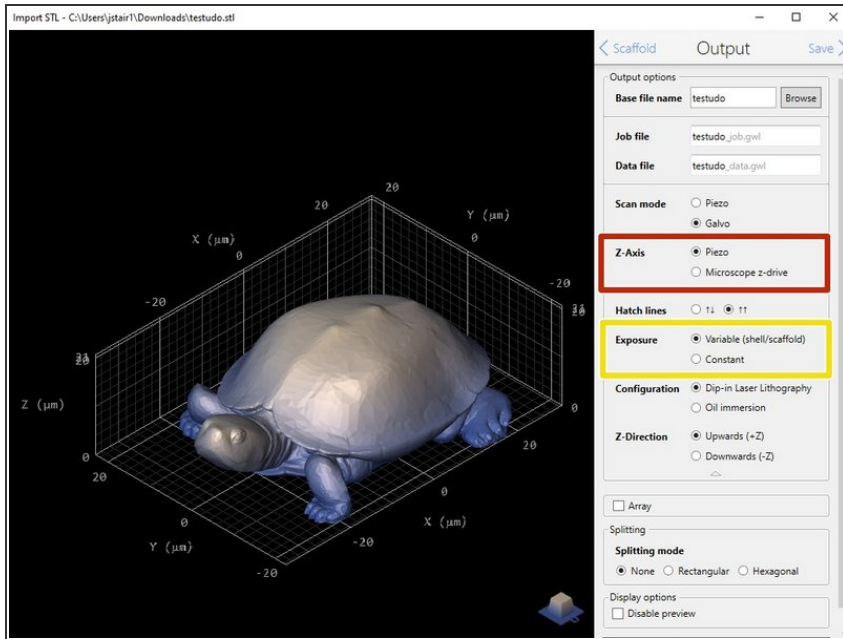 Import STL - C:\Users\jstair1\Downloads\testudo.stl
Scaffold Output Save
Output options
Base file name testudo Browse
Job file testudo_job.gwl
Data file testudo_data.gwl
Scan mode Piezo
Galvo
Z-Axis Piezo
Microscope z-drive
Hatch lines ↑↓ ↑↑
Exposure Variable (shell/scaffold)
Constant
Configuration Dip-in Laser Lithography
Oil immersion
Z-Direction Upwards (+Z)
Downwards (-Z)
Array
Splitting
Splitting mode
None Rectangular Hexagonal
Display options
Disable preview
20
20
Y (µm)
X (µm)
0
0
-20
-20
Z (µm)
0
0
20
20
0
X (µm)
0
Y (µm)
-20
-20